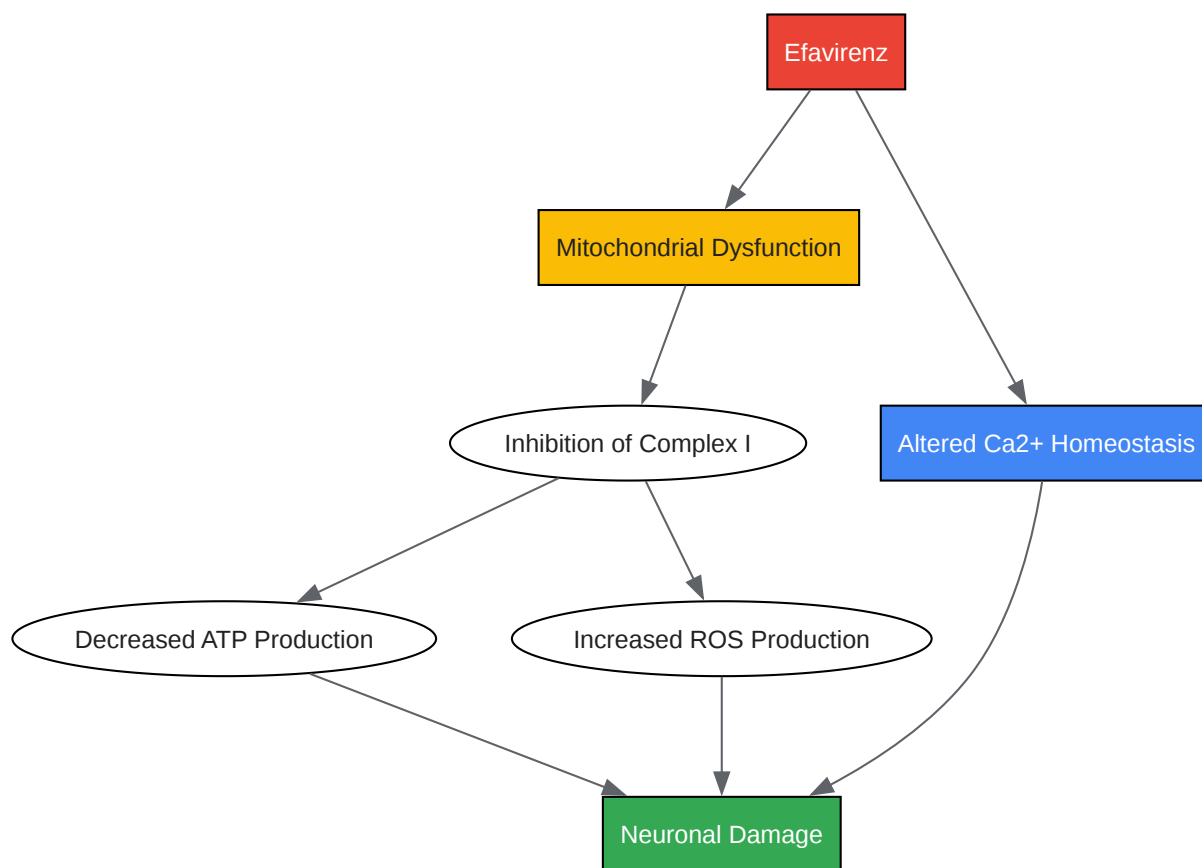 Efavirenz
Mitochondrial Dysfunction
Inhibition of Complex I
Altered Ca2+ Homeostasis
Decreased ATP Production
Increased ROS Production
Neuronal Damage